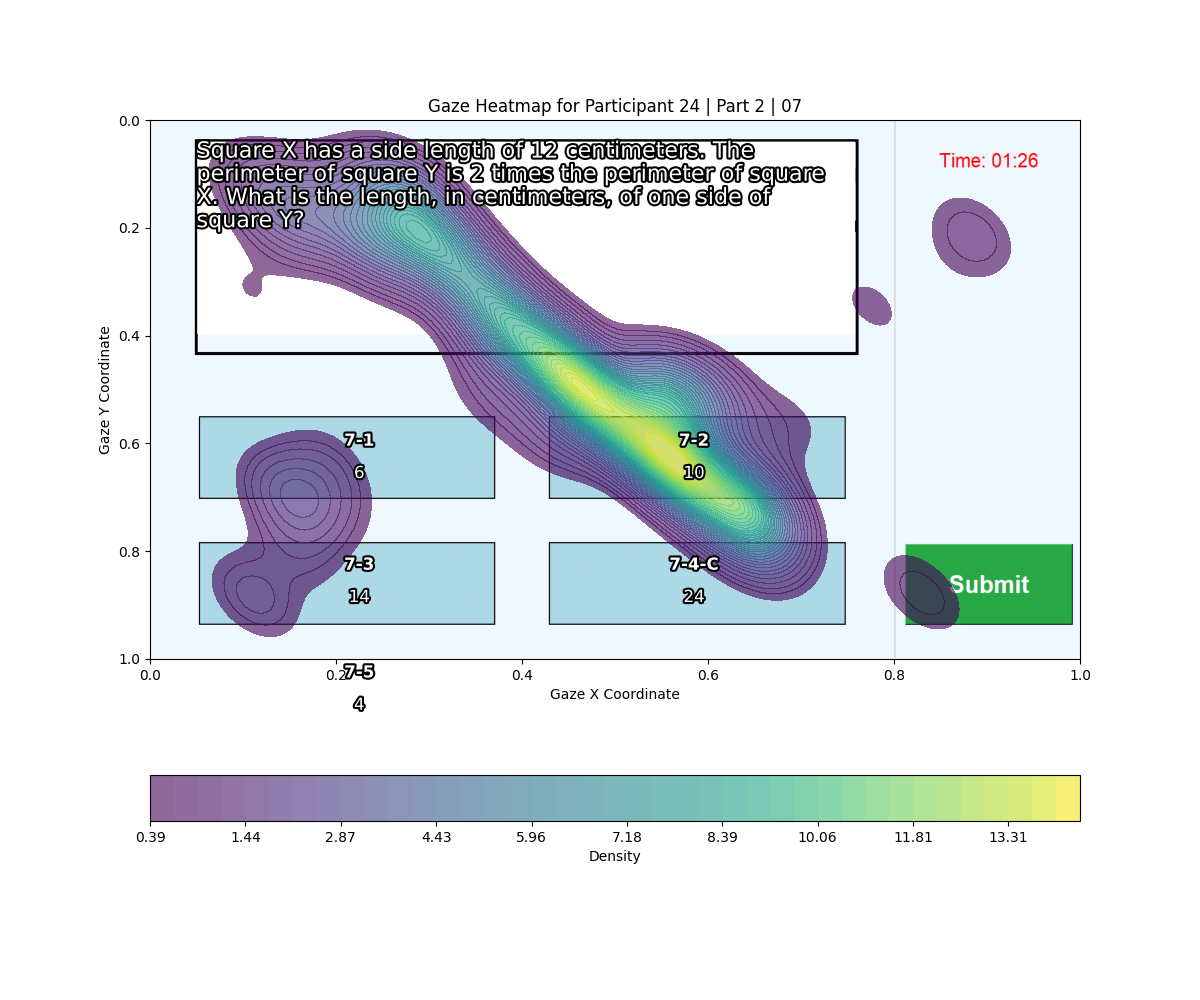 Gaze Heatmap for Participant 24 | Part 2 | 07
Square X has a side length of 12 centimeters. The
perimeter of square Y is 2 times the perimeter of square
X. What is the length, in centimeters, of one side of
square Y?
Time: 01:26
7-1
6
7-2
10
7-3
14
7-4-C
24
Submit
7-5
4
Gaze Y Coordinate
0.0
0.2
0.4
0.6
0.8
1.0
0.0 0.2 0.4 0.6 0.8 1.0
Gaze X Coordinate
0.39 1.44 2.87 4.43 5.96 7.18 8.39 10.06 11.81 13.31
Density